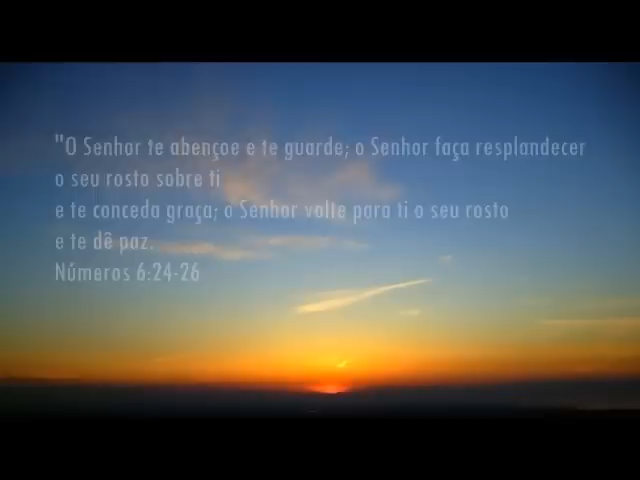 "O Senhor te abençoe e te guarde; o Senhor faça resplandecer
o seu rosto sobre ti
e te conceda graça; o Senhor volte para ti o seu rosto
e te dê paz.
Números 6:24-26